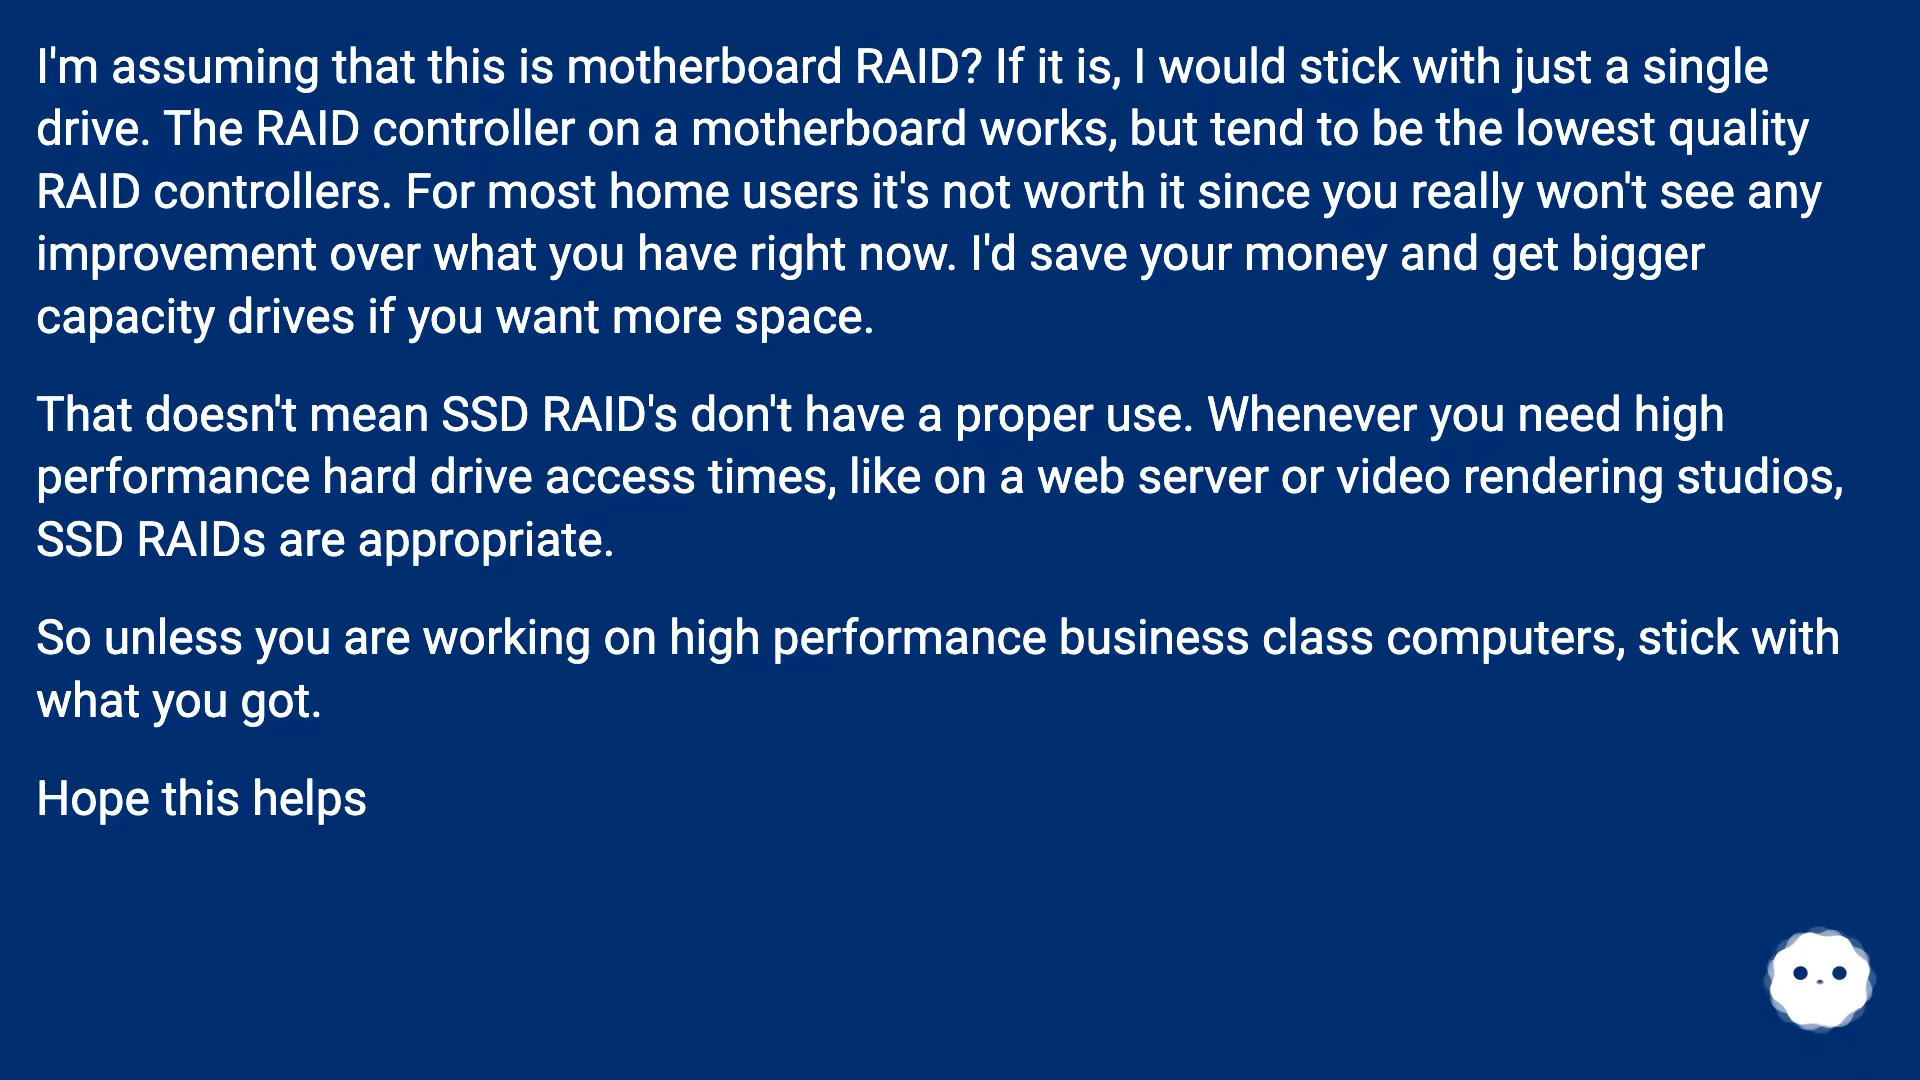 I'm assuming that this is motherboard RAID? If it is, I would stick with just a single
drive. The RAID controller on a motherboard works, but tend to be the lowest quality
RAID controllers. For most home users it's not worth it since you really won't see any
improvement over what you have right now. I'd save your money and get bigger
capacity drives if you want more space.
That doesn't mean SSD RAID's don't have a proper use. Whenever you need high
performance hard drive access times, like on a web server or video rendering studios,
SSD RAIDs are appropriate.
So unless you are working on high performance business class computers, stick with
what you got.
Hope this helps